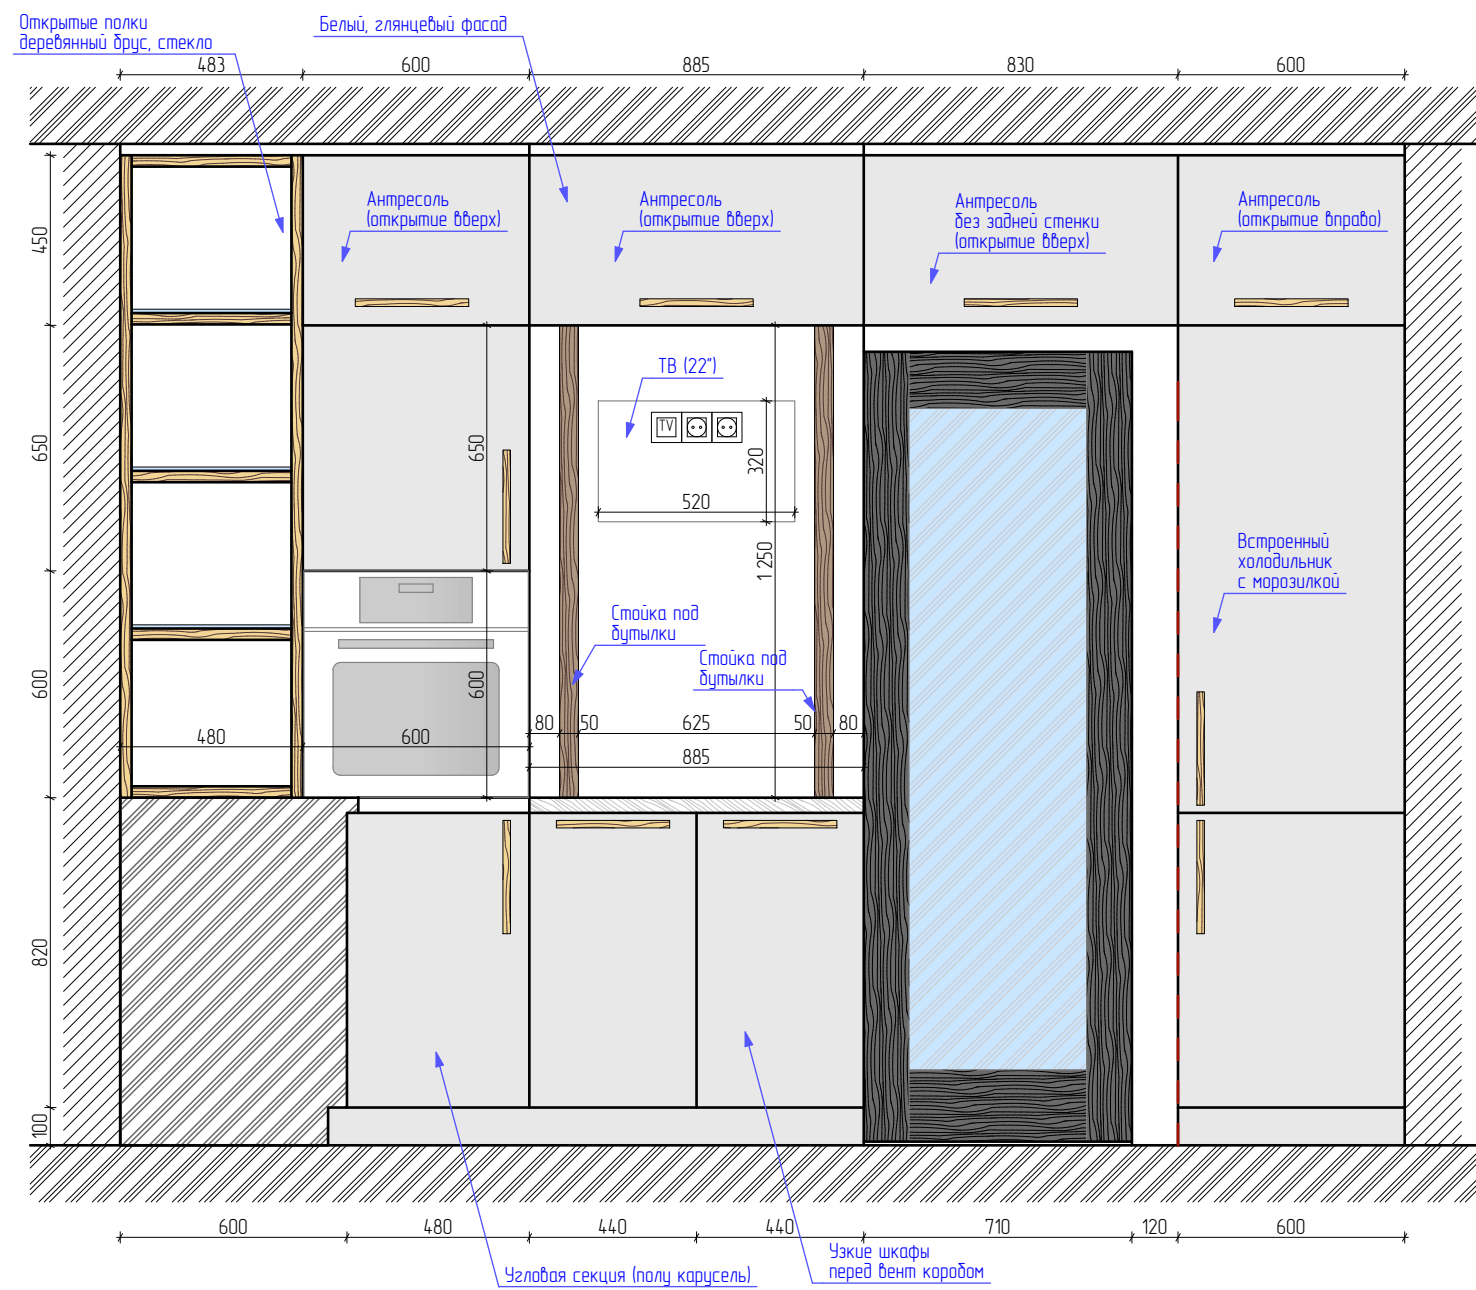 Открытые полки
деревянный брус, стекло
Белый, глянцевый фасад
483
600
885
830
600
Антресоль
(открытие вверх)
Антресоль
(открытие вверх)
Антресоль
без задней стенки
(открытие вверх)
Антресоль
(открытие вправо)
450
650
600
820
100
ТВ (22")
TV
650
320
520
1 250
Встроенный
холодильник
с морозилкой
Стойка под
бутылки
Стойка под
бутылки
600
480
600
80
50
625
50
80
885
600
480
440
440
710
120
600
Угловая секция (полу карусель)
Узкие шкафы
перед вент коробом